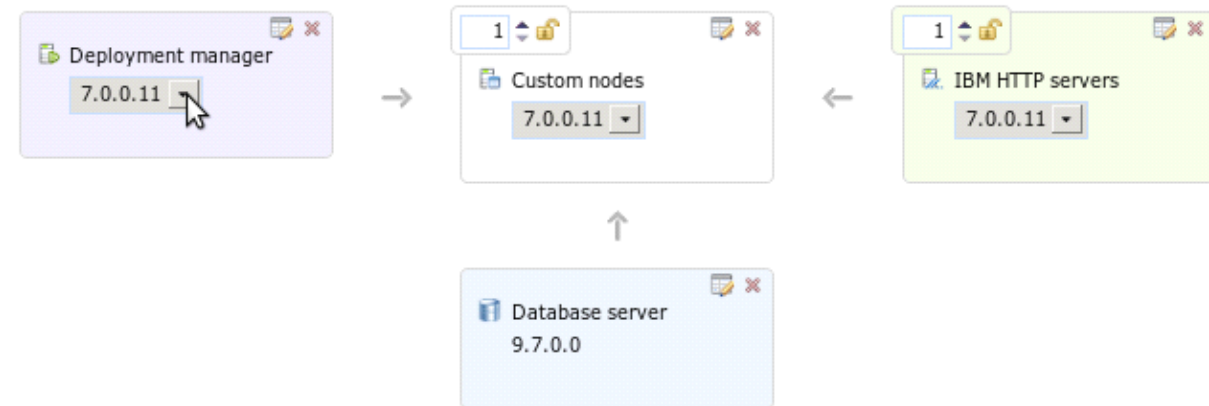 Deployment manager
7.0.0.11
1
Custom nodes
7.0.0.11
1
IBM HTTP servers
7.0.0.11
Database server
9.7.0.0